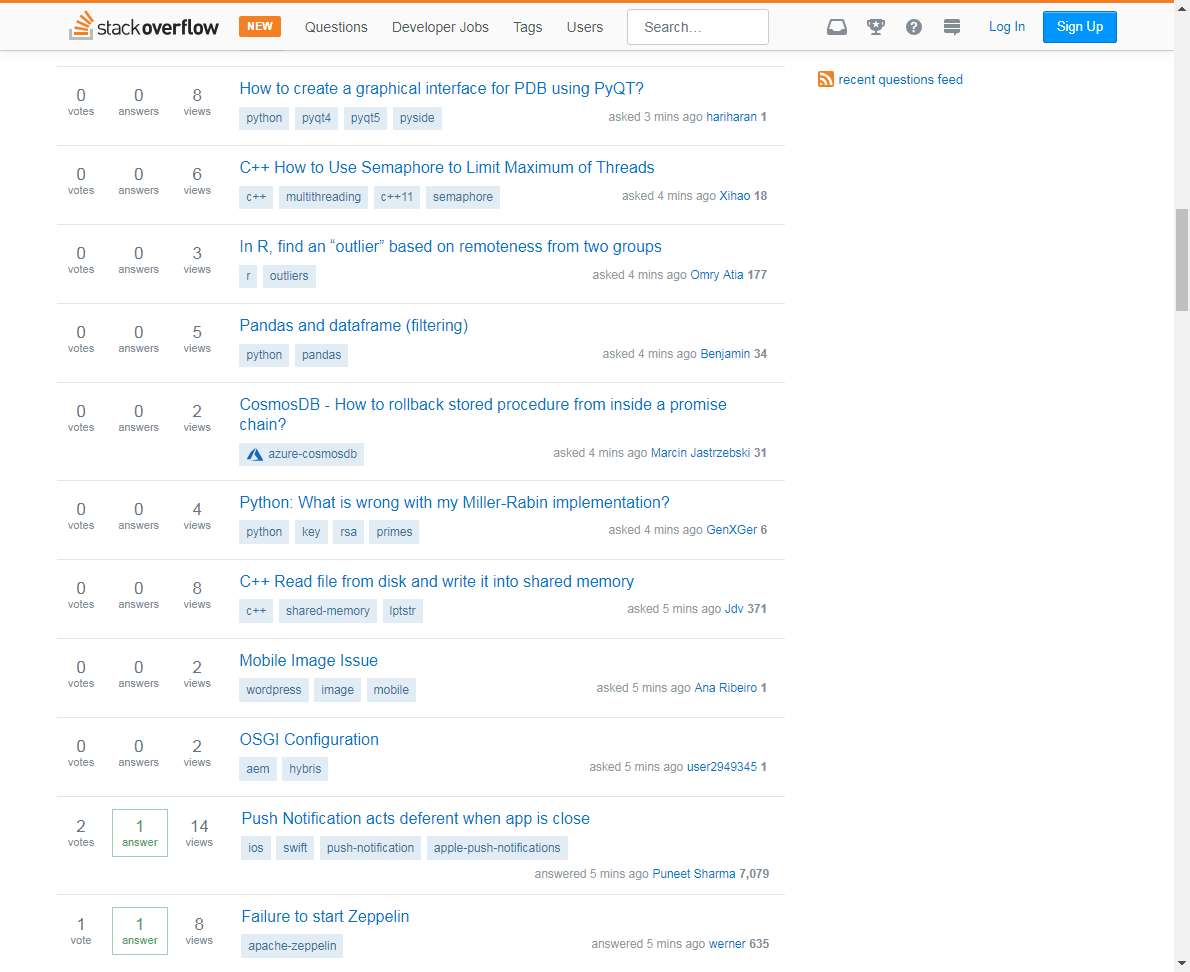 stackoverflow NEW Questions Developer Jobs Tags Users Search... Log In Sign Up
recent questions feed
0 votes 0 answers 8 views
How to create a graphical interface for PDB using PyQT?
python pyqt4 pyqt5 pyside
asked 3 mins ago hariharan 1
0 votes 0 answers 6 views
C++ How to Use Semaphore to Limit Maximum of Threads
c++ multithreading c++11 semaphore
asked 4 mins ago Xihao 18
0 votes 0 answers 3 views
In R, find an “outlier” based on remoteness from two groups
r outliers
asked 4 mins ago Omry Atia 177
0 votes 0 answers 5 views
Pandas and dataframe (filtering)
python pandas
asked 4 mins ago Benjamin 34
0 votes 0 answers 2 views
CosmosDB - How to rollback stored procedure from inside a promise
chain?
azure-cosmosdb
asked 4 mins ago Marcin Jastrzebski 31
0 votes 0 answers 4 views
Python: What is wrong with my Miller-Rabin implementation?
python key rsa primes
asked 4 mins ago GenXGer 6
0 votes 0 answers 8 views
C++ Read file from disk and write it into shared memory
c++ shared-memory lptstr
asked 5 mins ago Jdv 371
0 votes 0 answers 2 views
Mobile Image Issue
wordpress image mobile
asked 5 mins ago Ana Ribeiro 1
0 votes 0 answers 2 views
OSGI Configuration
aem hybris
asked 5 mins ago user2949345 1
2 votes 1 answer 14 views
Push Notification acts deferent when app is close
ios swift push-notification apple-push-notifications
answered 5 mins ago Puneet Sharma 7,079
1 vote 1 answer 8 views
Failure to start Zeppelin
apache-zeppelin
answered 5 mins ago werner 635